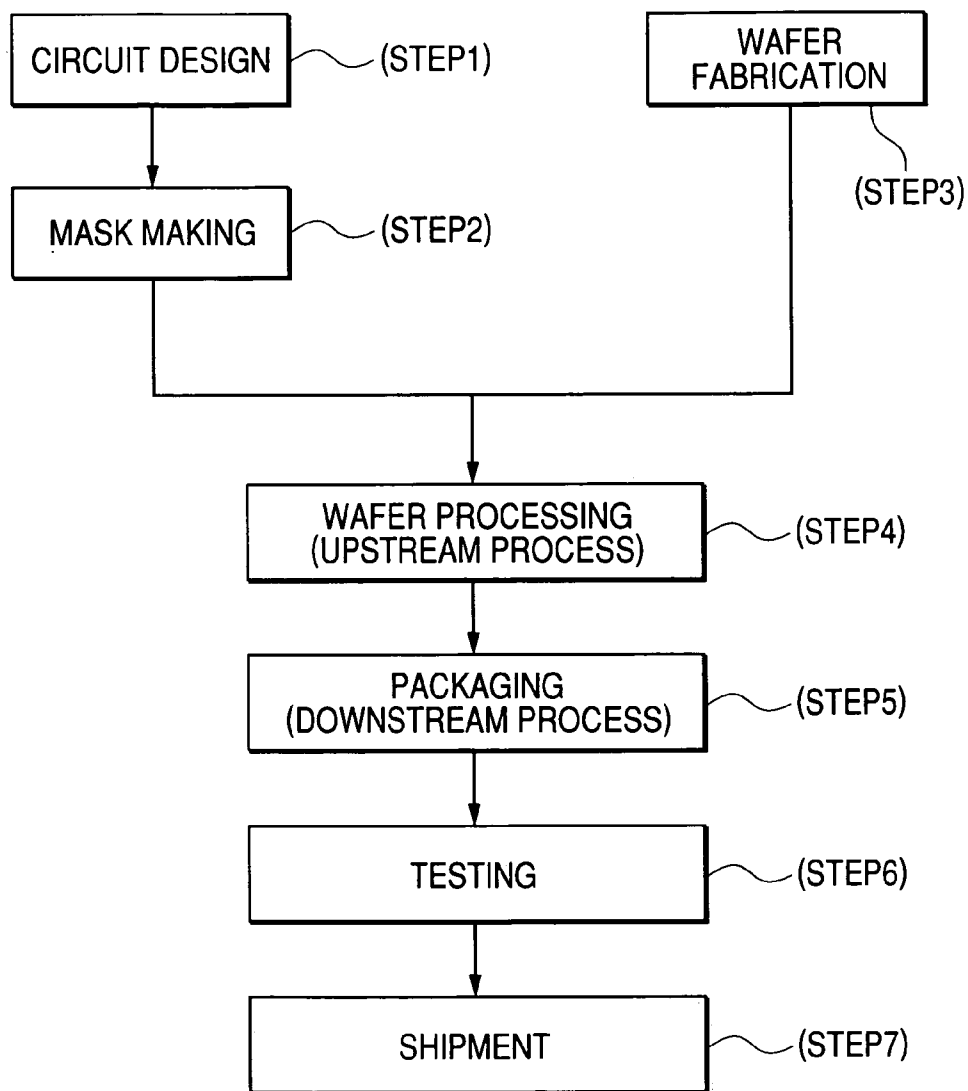 CIRCUIT DESIGN
(STEP1)
WAFER
FABRICATION
(STEP3)
MASK MAKING
(STEP2)
WAFER PROCESSING
(UPSTREAM PROCESS)
(STEP4)
PACKAGING
(DOWNSTREAM PROCESS)
(STEP5)
TESTING
(STEP6)
SHIPMENT
(STEP7)